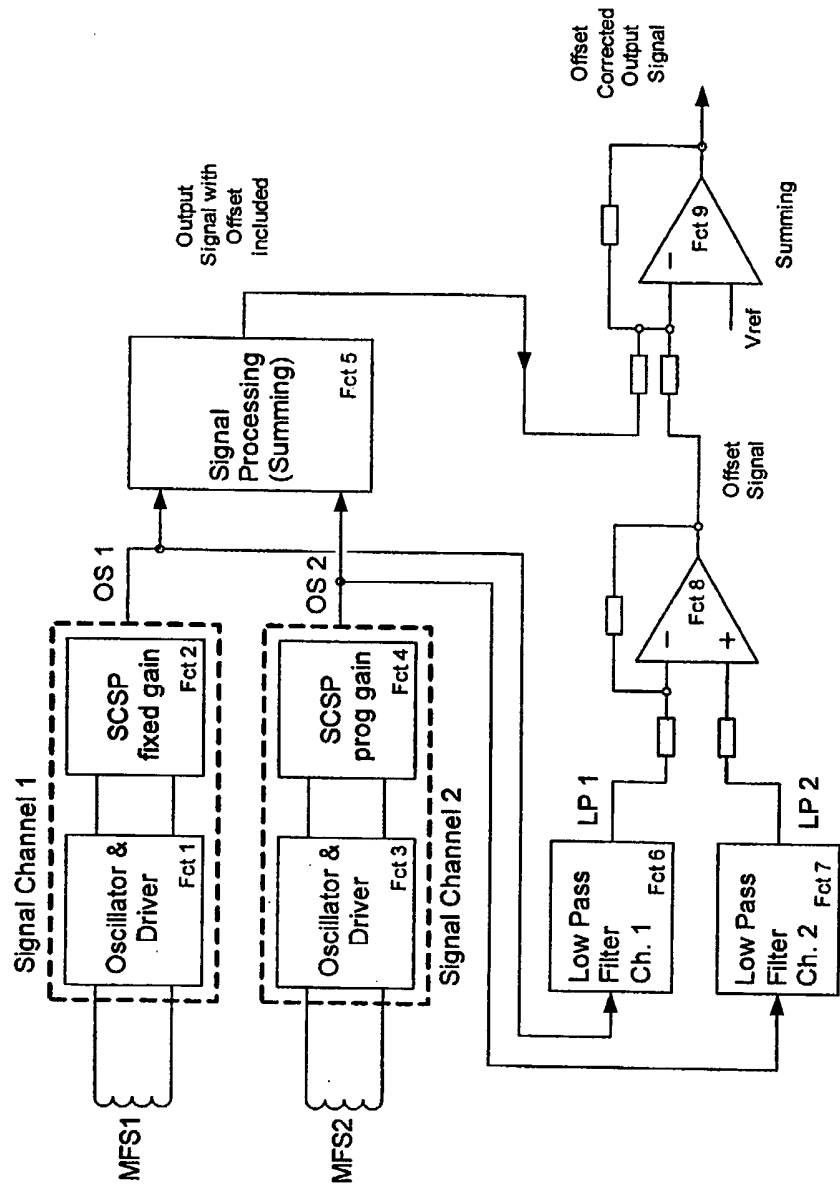 Signal Channel 1
MFS1
Oscillator &
Driver
Fct 1
SCSP
fixed gain
Fct 2
OS 1
MFS2
Oscillator &
Driver
Fct 3
SCSP
prog gain
Fct 4
OS 2
Signal Channel 2
Signal
Processing
(Summing)
Fct 5
Output
Signal with
Offset
included
Low Pass
Filter
Ch. 1
Fct 6
LP 1
Low Pass
Filter
Ch. 2
Fct 7
LP 2
−
+
Fct 8
Offset
Signal
−
Fct 9
Vref
Summing
Offset
Corrected
Output
Signal